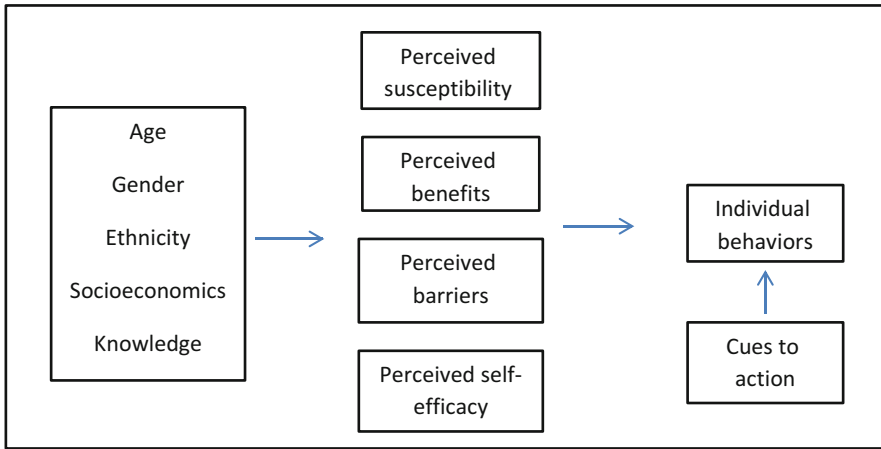 Age
Gender
Ethnicity
Socioeconomics
Knowledge
Perceived
susceptibility
Perceived
benefits
Perceived
barriers
Perceived self-
efficacy
Individual
behaviors
Cues to
action